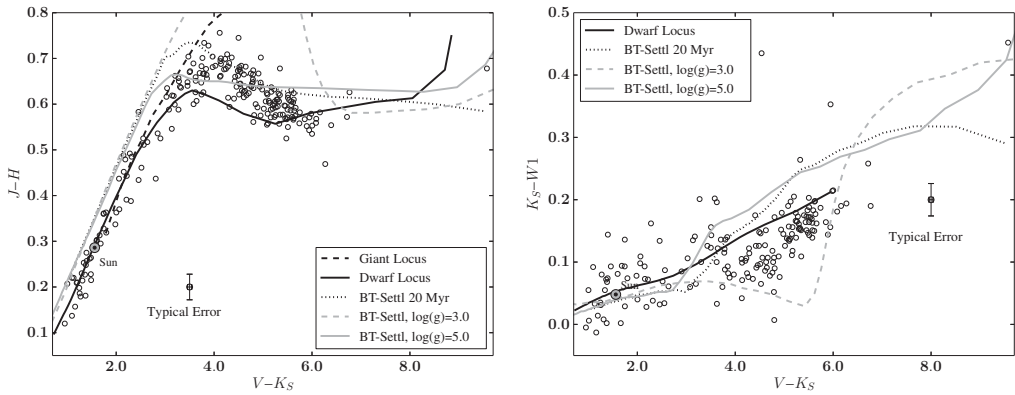 0.8
0.7
0.6
0.5
0.4
0.3
0.2
0.1
J−H
2.0 4.0 6.0 8.0
V−K_S
Sun
Typical Error
Giant Locus
Dwarf Locus
BT-Settl 20 Myr
BT-Settl, log(g)=3.0
BT-Settl, log(g)=5.0
0.5
0.4
0.3
0.2
0.1
0.0
K_S−W1
2.0 4.0 6.0 8.0
V−K_S
Dwarf Locus
BT-Settl 20 Myr
BT-Settl, log(g)=3.0
BT-Settl, log(g)=5.0
Typical Error